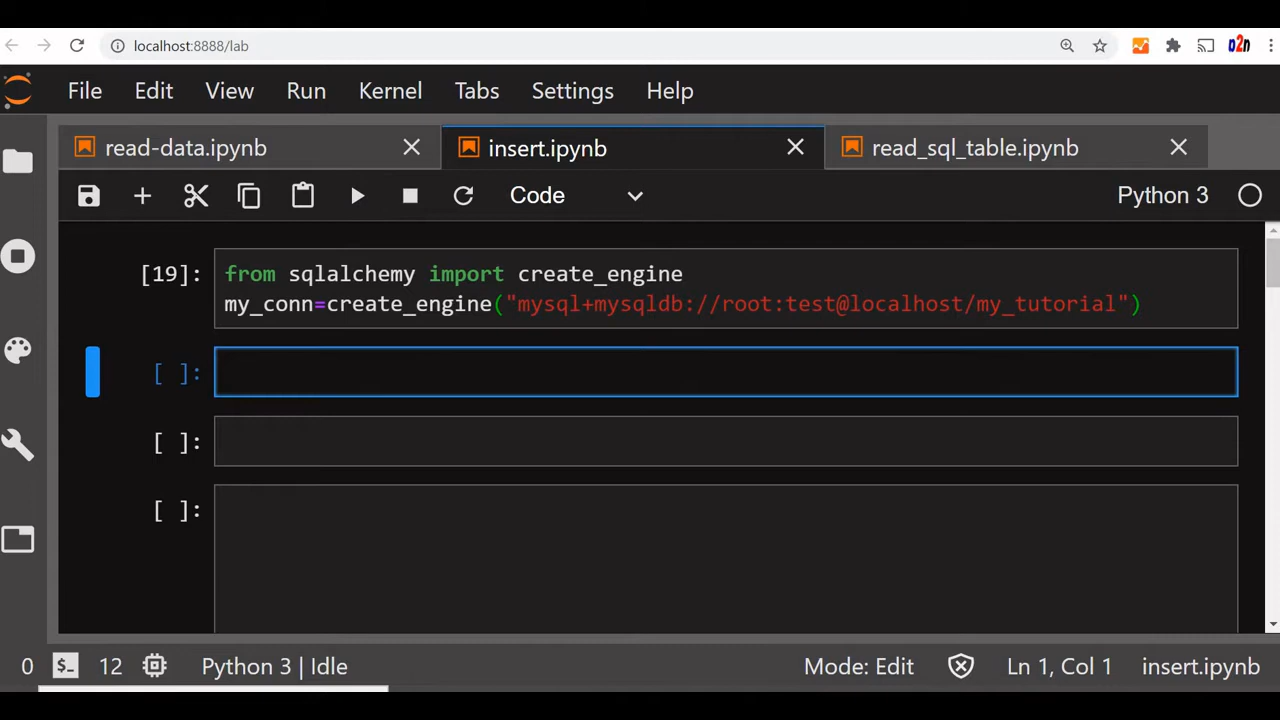 localhost:8888/lab
File Edit View Run Kernel Tabs Settings Help
read-data.ipynb insert.ipynb read_sql_table.ipynb
Code Python 3
[19]: from sqlalchemy import create_engine
my_conn=create_engine("mysql+mysqldb://root:test@localhost/my_tutorial")
[ ]:
[ ]:
[ ]:
0 $_ 12 Python 3 | Idle Mode: Edit Ln 1, Col 1 insert.ipynb